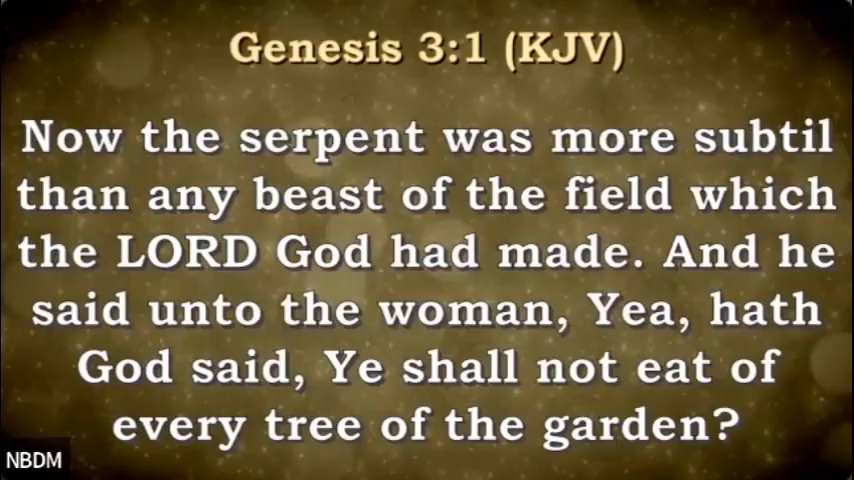 Genesis 3:1 (KJV)
Now the serpent was more subtil
than any beast of the field which
the LORD God had made. And he
said unto the woman, Yea, hath
God said, Ye shall not eat of
every tree of the garden?
NBDM